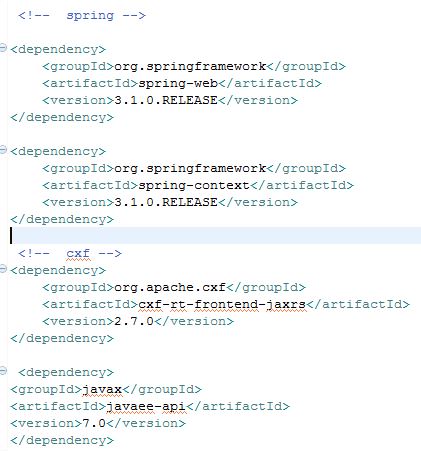 <!--  spring -->
<dependency>
<groupId>org.springframework</groupId>
<artifactId>spring-web</artifactId>
<version>3.1.0.RELEASE</version>
</dependency>
<dependency>
<groupId>org.springframework</groupId>
<artifactId>spring-context</artifactId>
<version>3.1.0.RELEASE</version>
</dependency>
<!--  cxf -->
<dependency>
<groupId>org.apache.cxf</groupId>
<artifactId>cxf-rt-frontend-jaxrs</artifactId>
<version>2.7.0</version>
</dependency>
<dependency>
<groupId>javax</groupId>
<artifactId>javaee-api</artifactId>
<version>7.0</version>
</dependency>